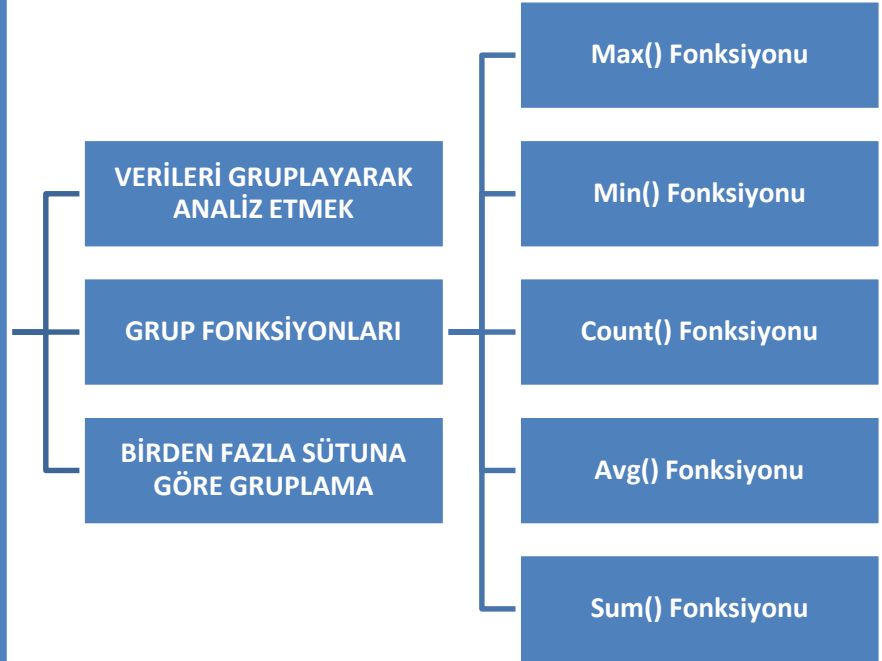 VERİLERİ GRUPLAYARAK
ANALİZ ETMEK
GRUP FONKSİYONLARI
BİRDEN FAZLA SÜTUNA
GÖRE GRUPLAMA
Max() Fonksiyonu
Min() Fonksiyonu
Count() Fonksiyonu
Avg() Fonksiyonu
Sum() Fonksiyonu